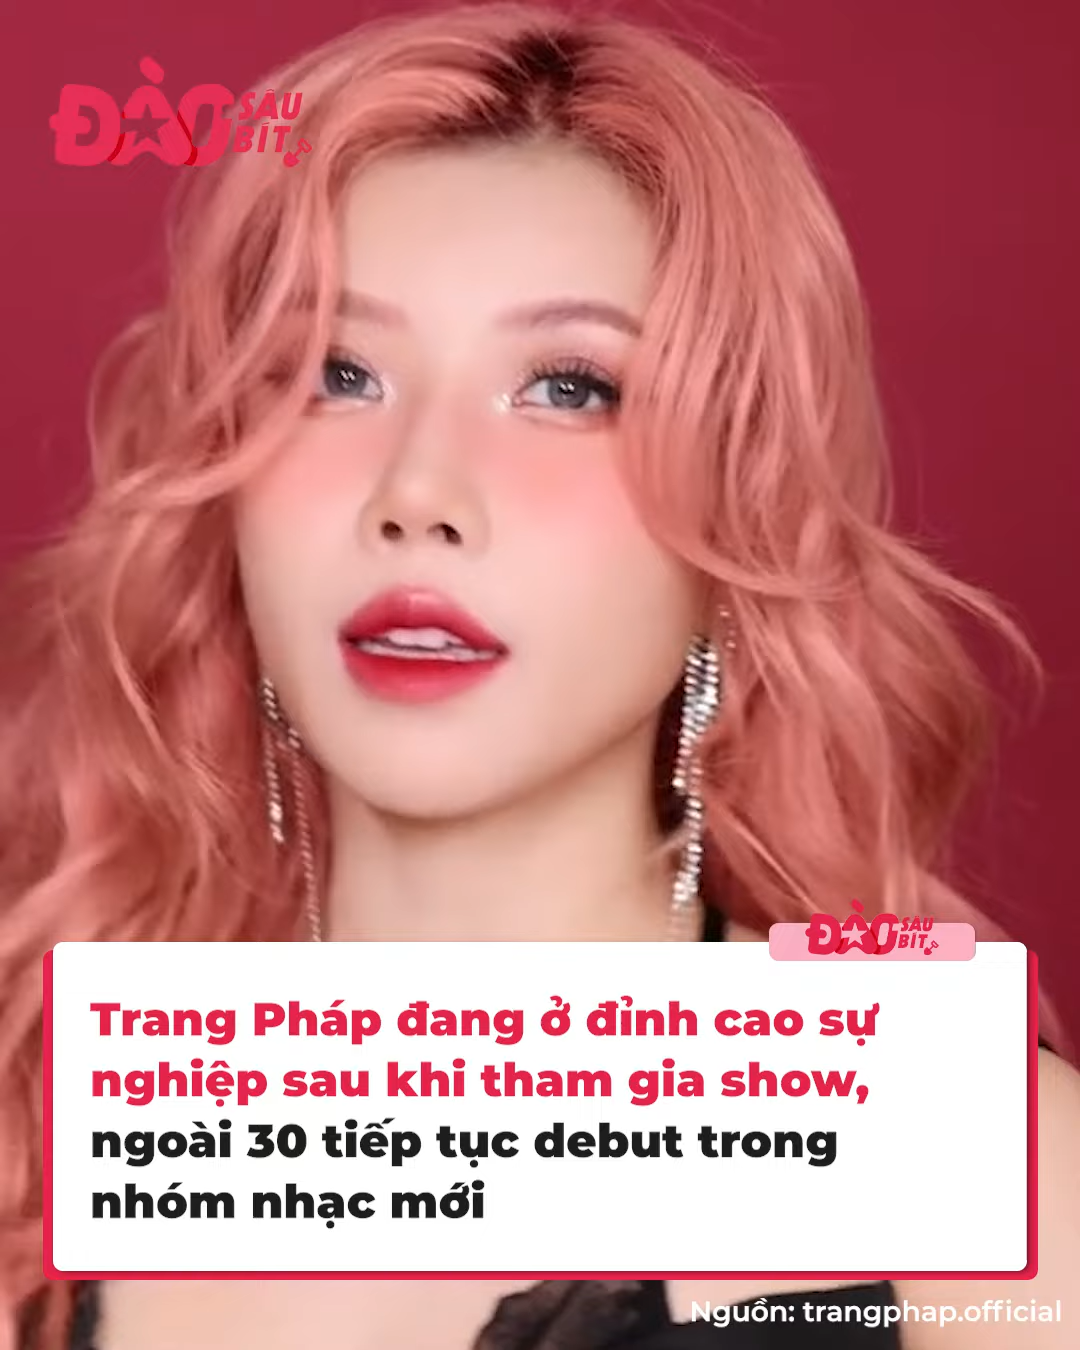 ĐÀO SÂU BÍT
ĐÀO SÂU BÍT
Trang Pháp đang ở đỉnh cao sự
nghiệp sau khi tham gia show,
ngoài 30 tiếp tục debut trong
nhóm nhạc mới
Nguồn: trangphap.official